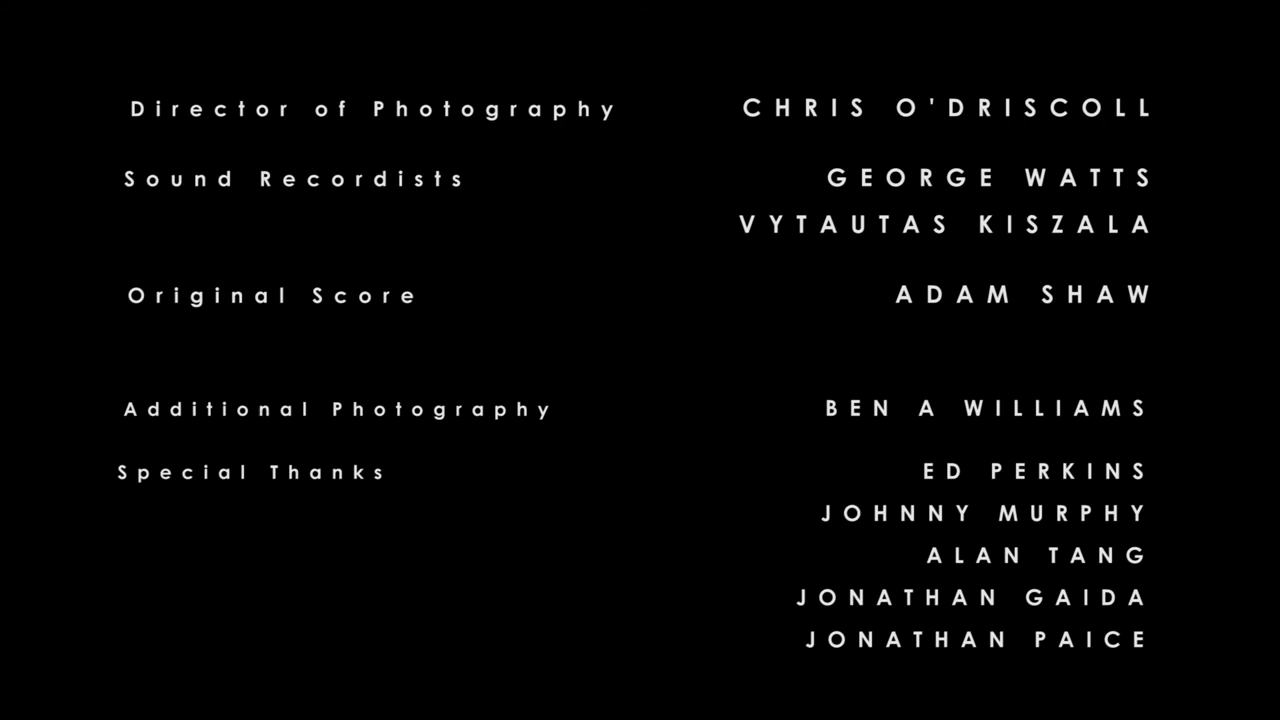 Director of Photography CHRIS O'DRISCOLL
Sound Recordists GEORGE WATTS
VYTAUTAS KISZALA
Original Score ADAM SHAW
Additional Photography BEN A WILLIAMS
Special Thanks ED PERKINS
JOHNNY MURPHY
ALAN TANG
JONATHAN GAIDA
JONATHAN PAICE